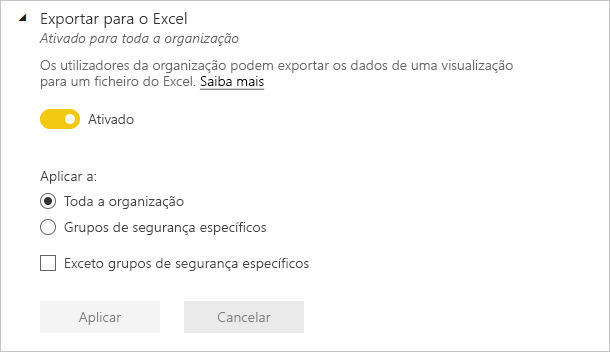 Exportar para o Excel
Ativado para toda a organização
Os utilizadores da organização podem exportar os dados de uma visualização
para um ficheiro do Excel. Saiba mais
Ativado
Aplicar a:
Toda a organização
Grupos de segurança específicos
Exceto grupos de segurança específicos
Aplicar
Cancelar